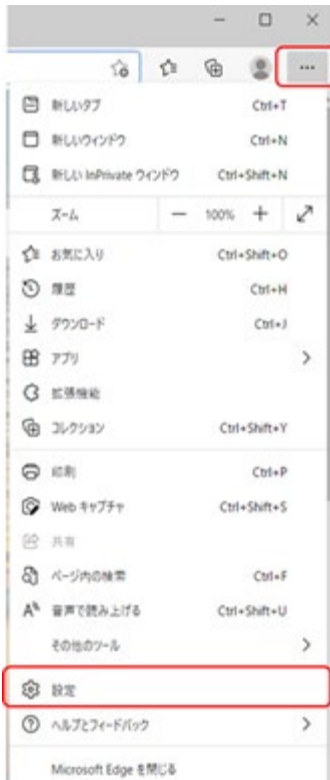 新しいタブ Ctrl+T
新しいウィンドウ Ctrl+N
新しい InPrivate ウィンドウ Ctrl+Shift+N
ズーム — 100% +
お気に入り Ctrl+Shift+O
履歴 Ctrl+H
ダウンロード Ctrl+J
アプリ
拡張機能
コレクション Ctrl+Shift+Y
印刷 Ctrl+P
Web キャプチャ Ctrl+Shift+S
共有
ページ内の検索 Ctrl+F
音声で読み上げる Ctrl+Shift+U
その他のツール
設定
ヘルプとフィードバック
Microsoft Edge を閉じる